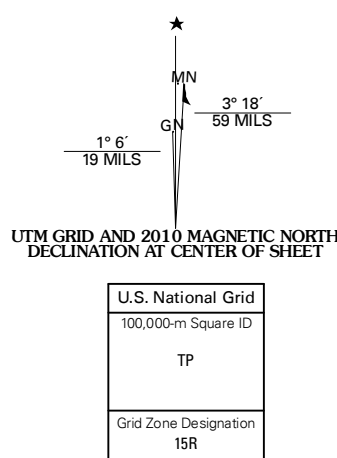 MN
3° 18´
59 MILS
GN
1° 6´
19 MILS
UTM GRID AND 2010 MAGNETIC NORTH
DECLINATION AT CENTER OF SHEET
U.S. National Grid
100,000-m Square ID
TP
Grid Zone Designation
15R